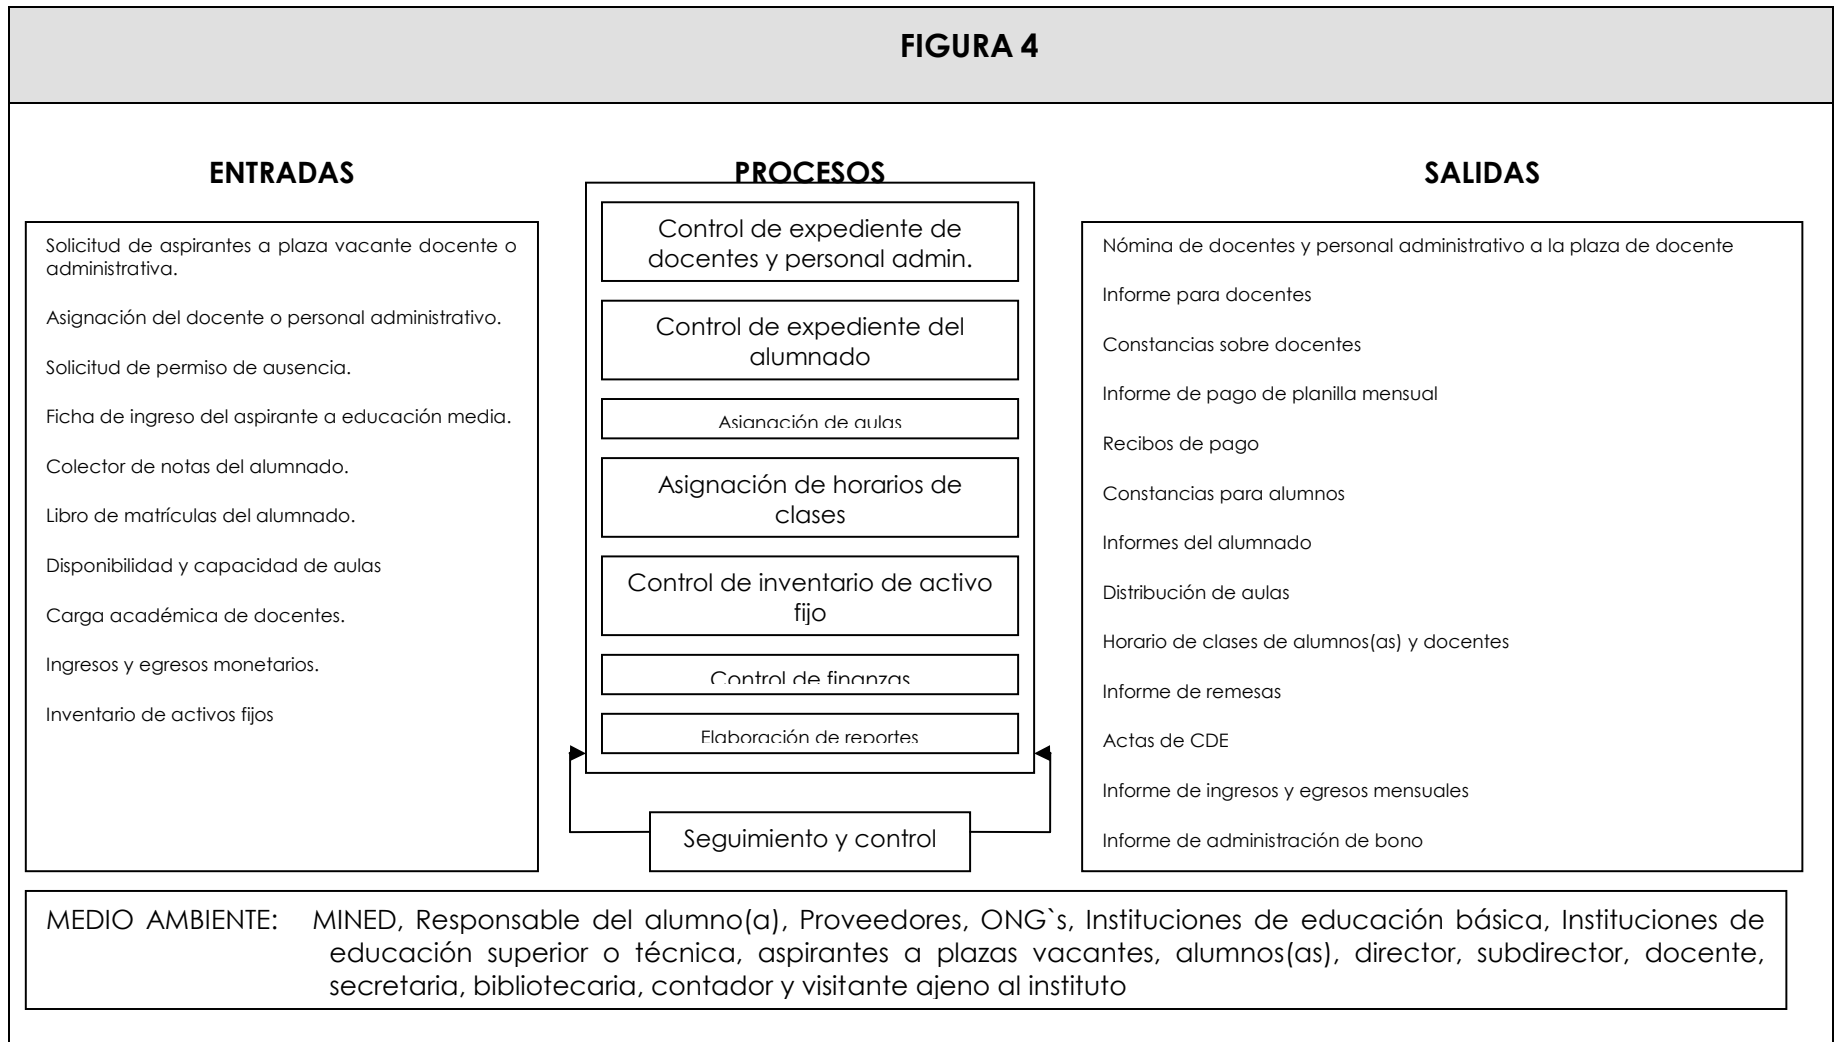 FIGURA 4
ENTRADAS
Solicitud de aspirantes a plaza vacante docente o
administrativa.
Asignación del docente o personal administrativo.
Solicitud de permiso de ausencia.
Ficha de ingreso del aspirante a educación media.
Colector de notas del alumnado.
Libro de matrículas del alumnado.
Disponibilidad y capacidad de aulas
Carga académica de docentes.
Ingresos y egresos monetarios.
Inventario de activos fijos
PROCESOS
Control de expediente de
docentes y personal admin.
Control de expediente del
alumnado
Asignación de aulas
Asignación de horarios de
clases
Control de inventario de activo
fijo
Control de finanzas
Elaboración de reportes
Seguimiento y control
SALIDAS
Nómina de docentes y personal administrativo a la plaza de docente
Informe para docentes
Constancias sobre docentes
Informe de pago de planilla mensual
Recibos de pago
Constancias para alumnos
Informes del alumnado
Distribución de aulas
Horario de clases de alumnos(as) y docentes
Informe de remesas
Actas de CDE
Informe de ingresos y egresos mensuales
Informe de administración de bono
MEDIO AMBIENTE: MINED, Responsable del alumno(a), Proveedores, ONG`s, Instituciones de educación básica, Instituciones de
educación superior o técnica, aspirantes a plazas vacantes, alumnos(as), director, subdirector, docente,
secretaria, bibliotecaria, contador y visitante ajeno al instituto